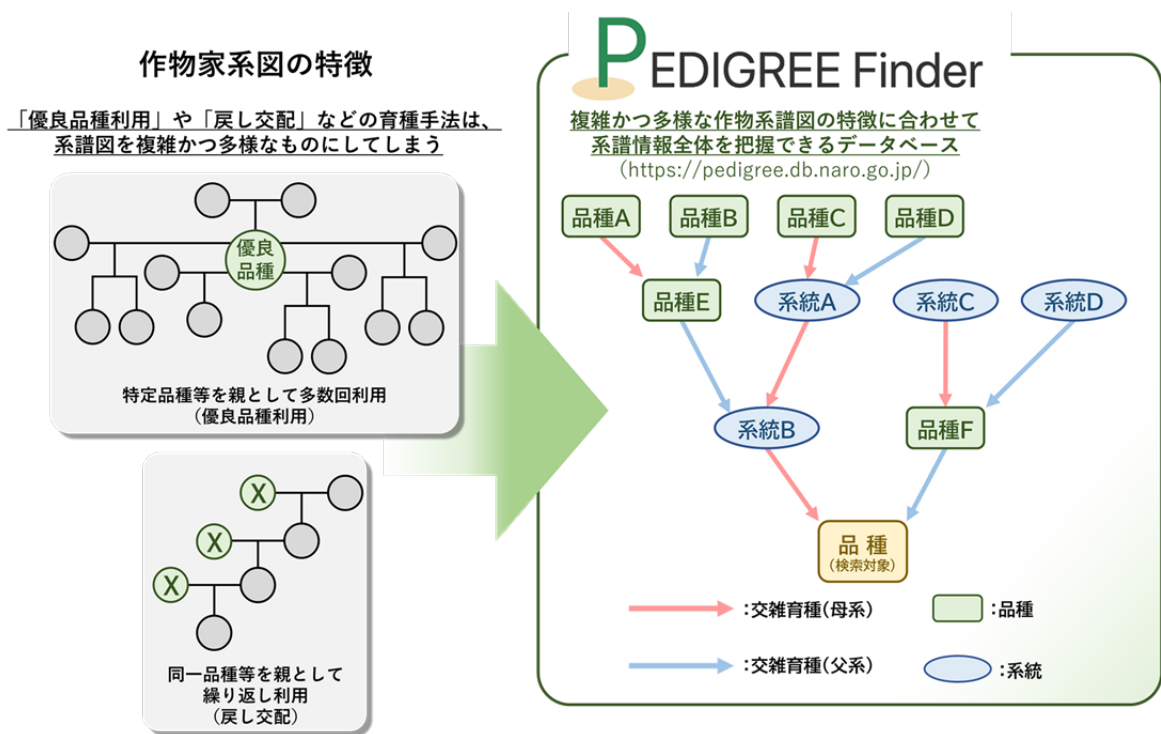 作物家系図の特徴
「優良品種利用」や「戻し交配」などの育種手法は、
系譜図を複雑かつ多様なものにしてしまう
優良
品種
特定品種等を親として多数回利用
(優良品種利用)
X
X
X
同一品種等を親として
繰り返し利用
(戻し交配)
PEDIGREE Finder
複雑かつ多様な作物系譜図の特徴に合わせて
系譜情報全体を把握できるデータベース
(https://pedigree.db.naro.go.jp/)
品種A 品種B 品種C 品種D
品種E 系統A 系統C 系統D
系統B 品種F
品 種
(検索対象)
:交雑育種(母系) :品種
:交雑育種(父系) :系統